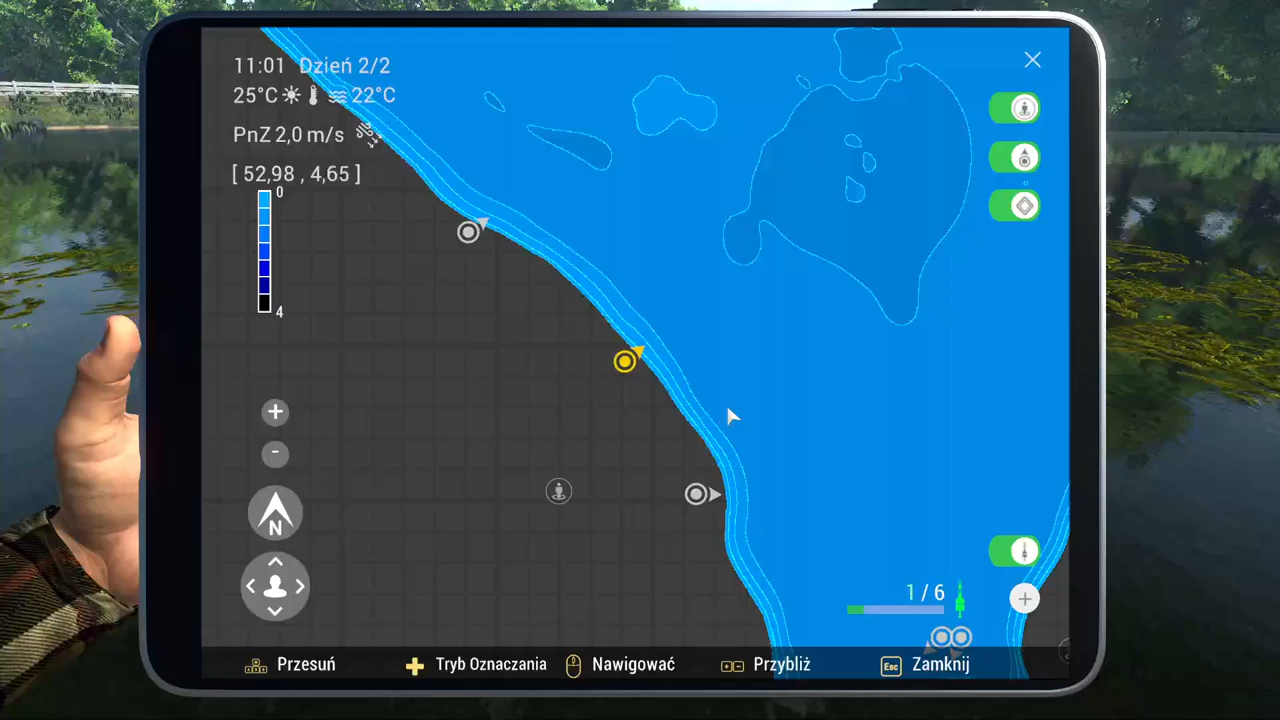 11:01 Dzień 2/2
25°C 22°C
PnZ 2,0 m/s
[ 52,98 , 4,65 ]
0
4
+
-
N
1 / 6
+
Przesuń Tryb Oznaczania Nawigować Przybliż Esc Zamknij